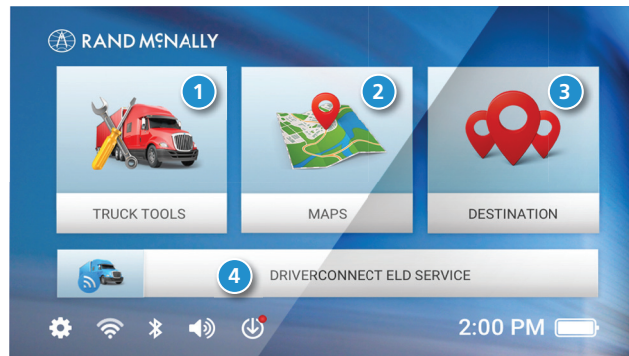 RAND MCNALLY
1
2
3
TRUCK TOOLS
MAPS
DESTINATION
4
DRIVERCONNECT ELD SERVICE
2:00 PM